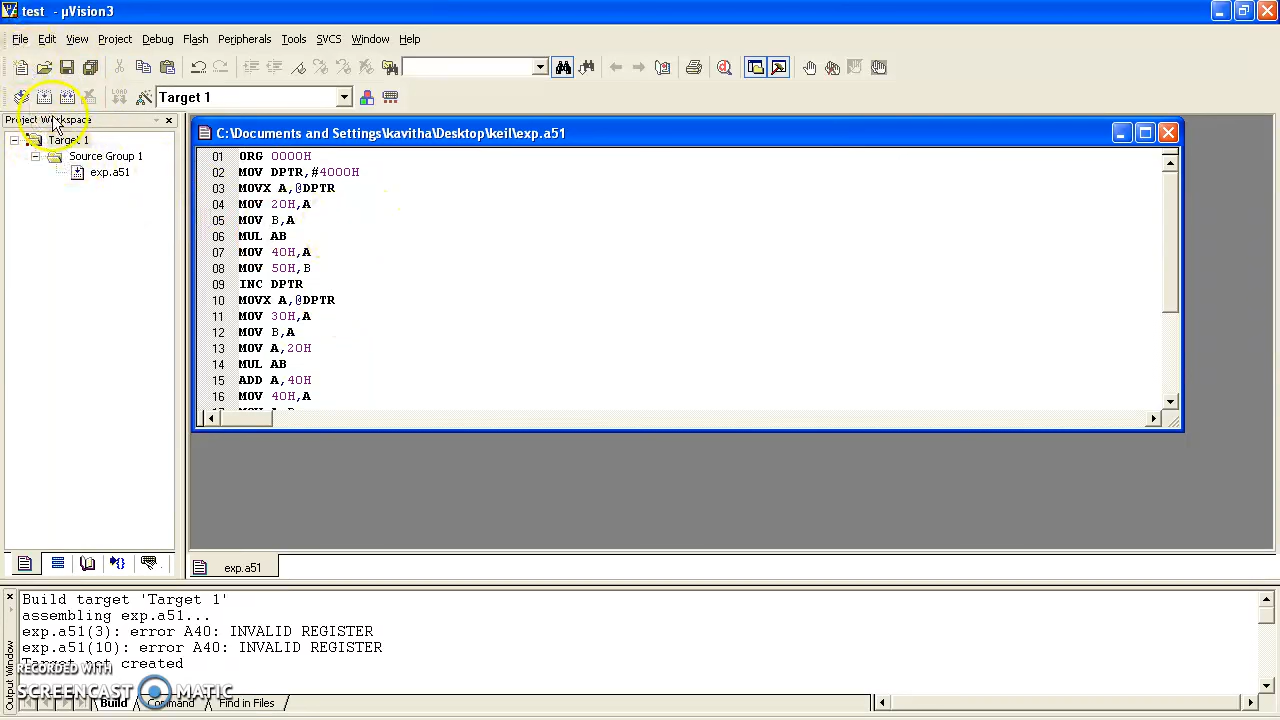 test - µVision3
File Edit View Project Debug Flash Peripherals Tools SVCS Window Help
Target 1
Project Workspace
Target 1
Source Group 1
exp.a51
C:\Documents and Settings\kavitha\Desktop\keil\exp.a51
01 ORG 0000H
02 MOV DPTR,#4000H
03 MOVX A,@DPTR
04 MOV 20H,A
05 MOV B,A
06 MUL AB
07 MOV 40H,A
08 MOV 50H,B
09 INC DPTR
10 MOVX A,@DPTR
11 MOV 30H,A
12 MOV B,A
13 MOV A,20H
14 MUL AB
15 ADD A,40H
16 MOV 40H,A
exp.a51
Output Window
Build target 'Target 1'
assembling exp.a51...
exp.a51(3): error A40: INVALID REGISTER
exp.a51(10): error A40: INVALID REGISTER
Target not created
RECORDED WITH
SCREENCAST MATIC
Build Command Find in Files